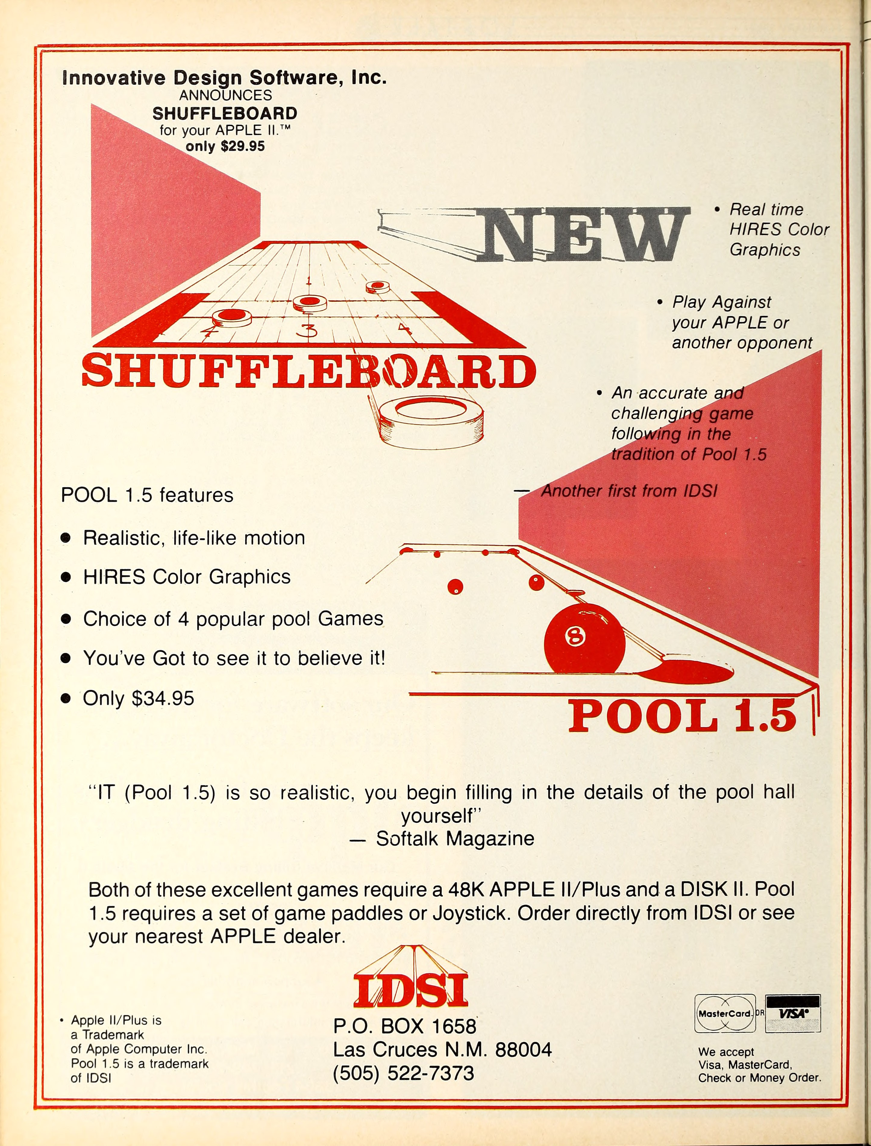 Innovative Design Software, Inc.
ANNOUNCES
SHUFFLEBOARD
for your APPLE II.™
only $29.95
NEW
• Real time
HIRES Color
Graphics
• Play Against
your APPLE or
another opponent
1
2 3 4
SHUFFLEBOARD
• An accurate and
challenging game
following in the
tradition of Pool 1.5
— Another first from IDSI
POOL 1.5 features
● Realistic, life-like motion
● HIRES Color Graphics
● Choice of 4 popular pool Games
● You've Got to see it to believe it!
● Only $34.95
8
POOL 1.5
"IT (Pool 1.5) is so realistic, you begin filling in the details of the pool hall
yourself"
— Softalk Magazine
Both of these excellent games require a 48K APPLE II/Plus and a DISK II. Pool
1.5 requires a set of game paddles or Joystick. Order directly from IDSI or see
your nearest APPLE dealer.
IDSI
P.O. BOX 1658
Las Cruces N.M. 88004
(505) 522-7373
• Apple II/Plus is
a Trademark
of Apple Computer Inc.
Pool 1.5 is a trademark
of IDSI
MasterCard OR VISA
We accept
Visa, MasterCard,
Check or Money Order.